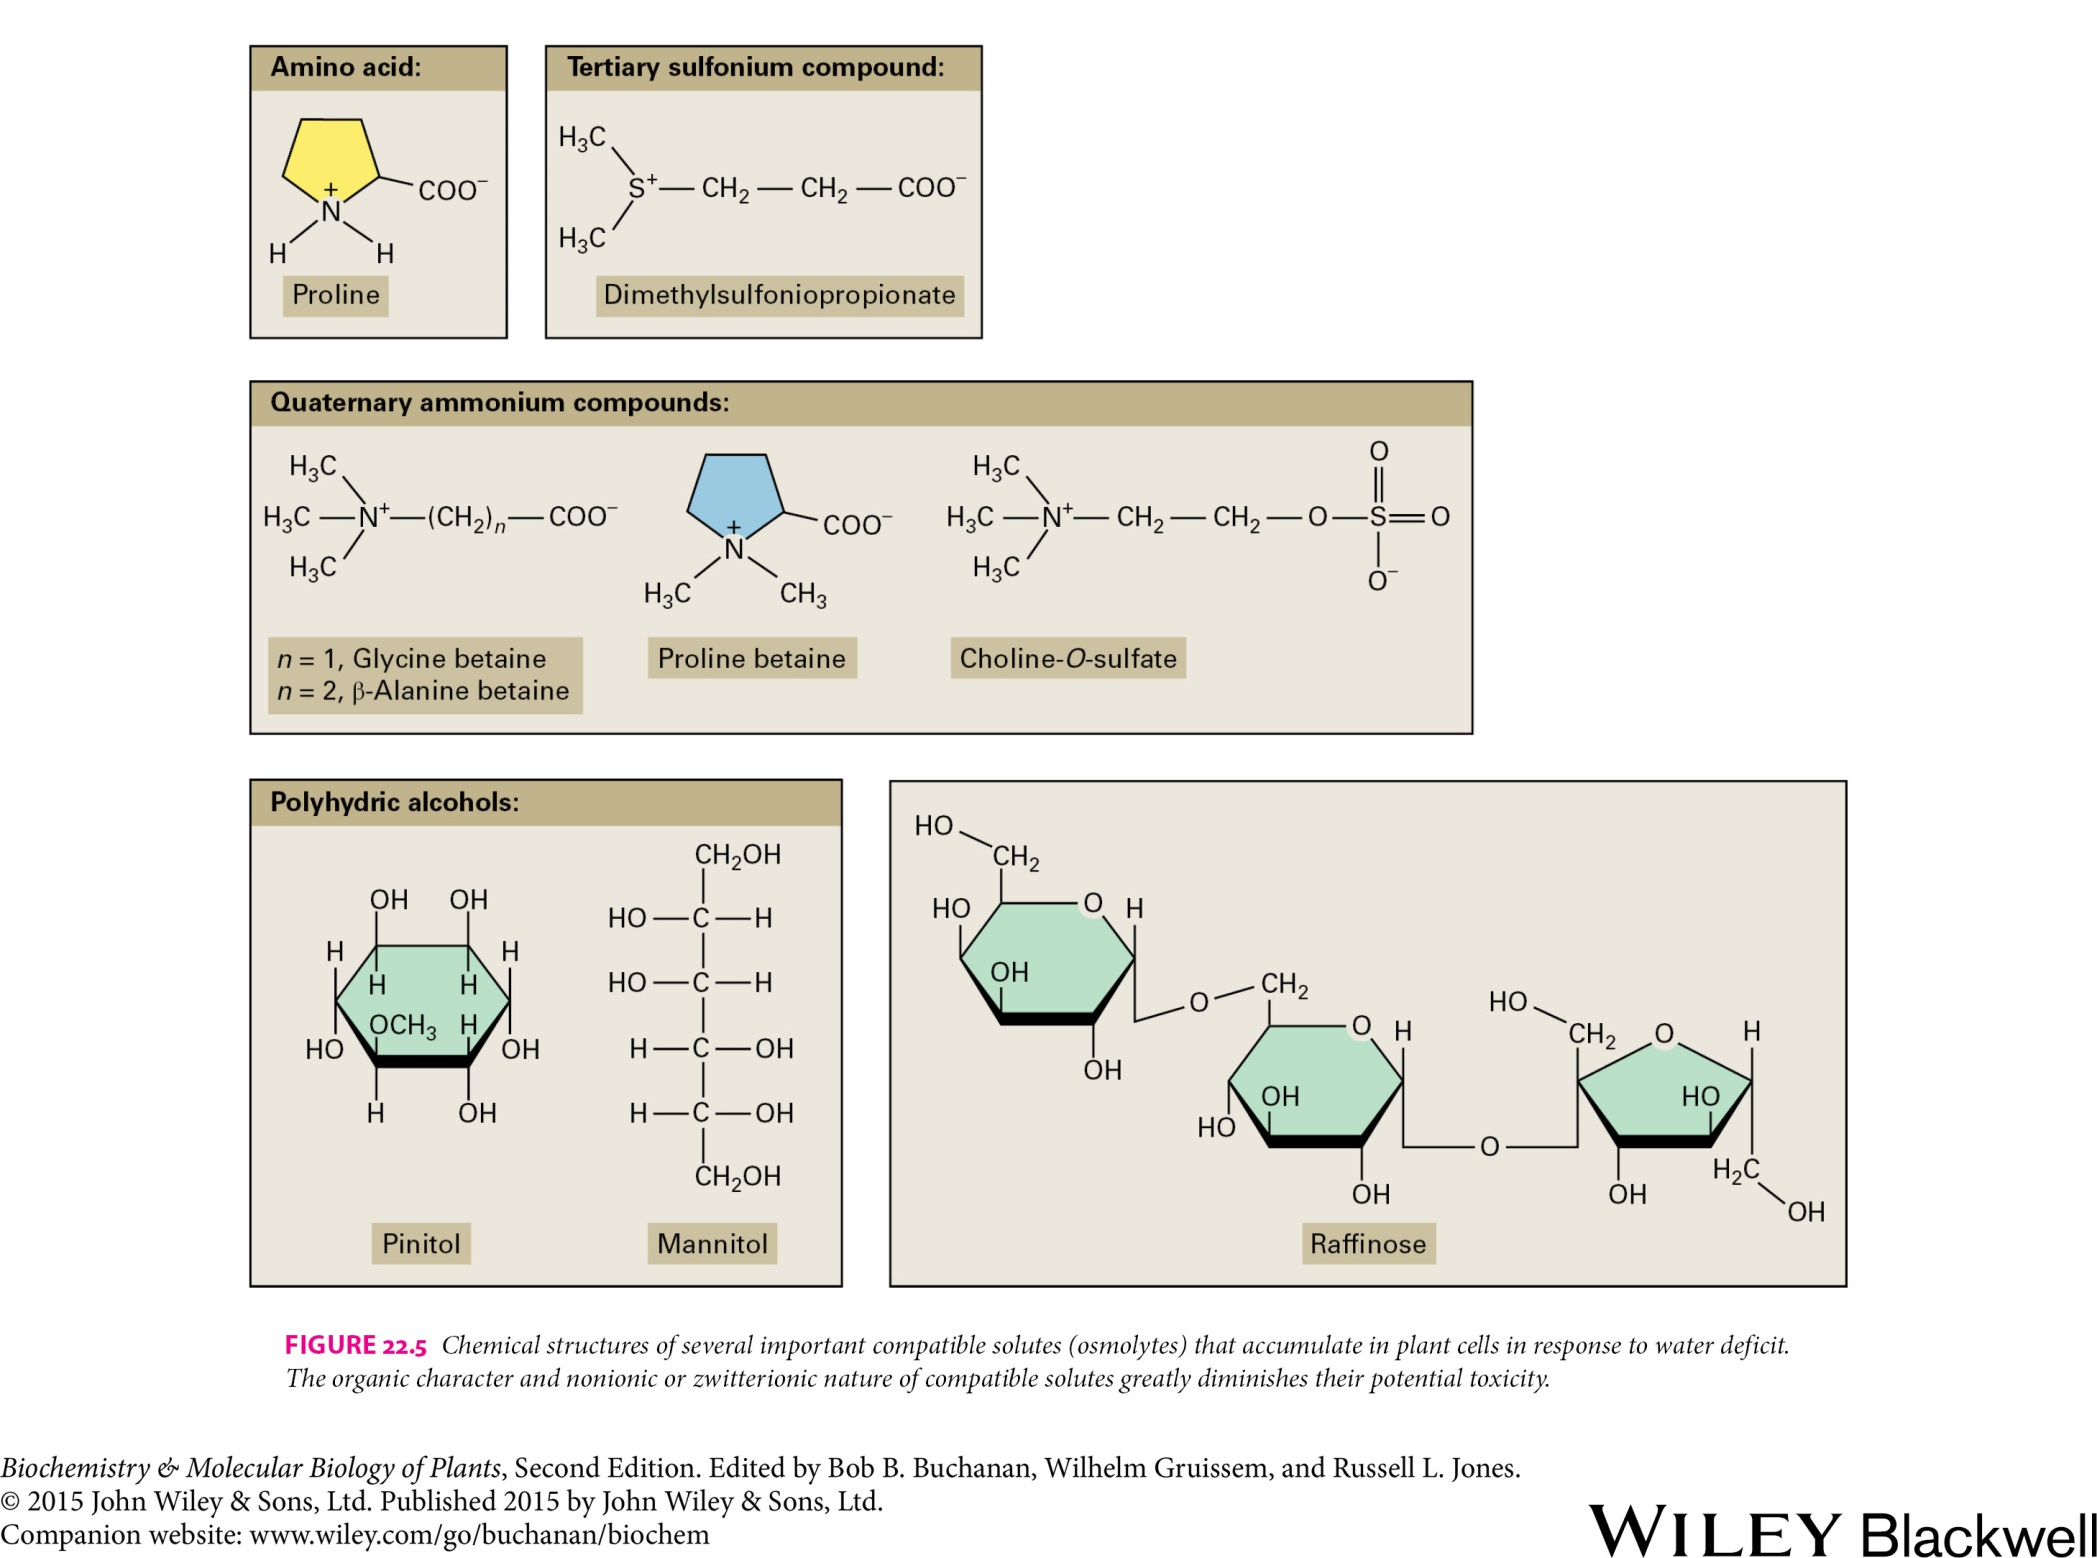 Amino acid:
COO⁻
+
N
H H
Proline
Tertiary sulfonium compound:
H₃C
S⁺ — CH₂ — CH₂ — COO⁻
H₃C
Dimethylsulfoniopropionate
Quaternary ammonium compounds:
H₃C
H₃C — N⁺ — (CH₂)n — COO⁻
H₃C
n = 1, Glycine betaine
n = 2, β-Alanine betaine
COO⁻
+
N
H₃C CH₃
Proline betaine
O
H₃C
H₃C — N⁺ — CH₂ — CH₂ — O — S = O
H₃C
O⁻
Choline-O-sulfate
Polyhydric alcohols:
OH OH
H H
H H
OCH₃ H
HO OH
H OH
Pinitol
CH₂OH
HO — C — H
HO — C — H
H — C — OH
H — C — OH
CH₂OH
Mannitol
HO
CH₂
HO O H
OH
OH
O CH₂
O H
OH
HO
OH
O
HO
CH₂ O H
HO
OH
H₂C
OH
Raffinose
FIGURE 22.5 Chemical structures of several important compatible solutes (osmolytes) that accumulate in plant cells in response to water deficit.
The organic character and nonionic or zwitterionic nature of compatible solutes greatly diminishes their potential toxicity.
Biochemistry & Molecular Biology of Plants, Second Edition. Edited by Bob B. Buchanan, Wilhelm Gruissem, and Russell L. Jones.
© 2015 John Wiley & Sons, Ltd. Published 2015 by John Wiley & Sons, Ltd.
Companion website: www.wiley.com/go/buchanan/biochem
WILEY Blackwell